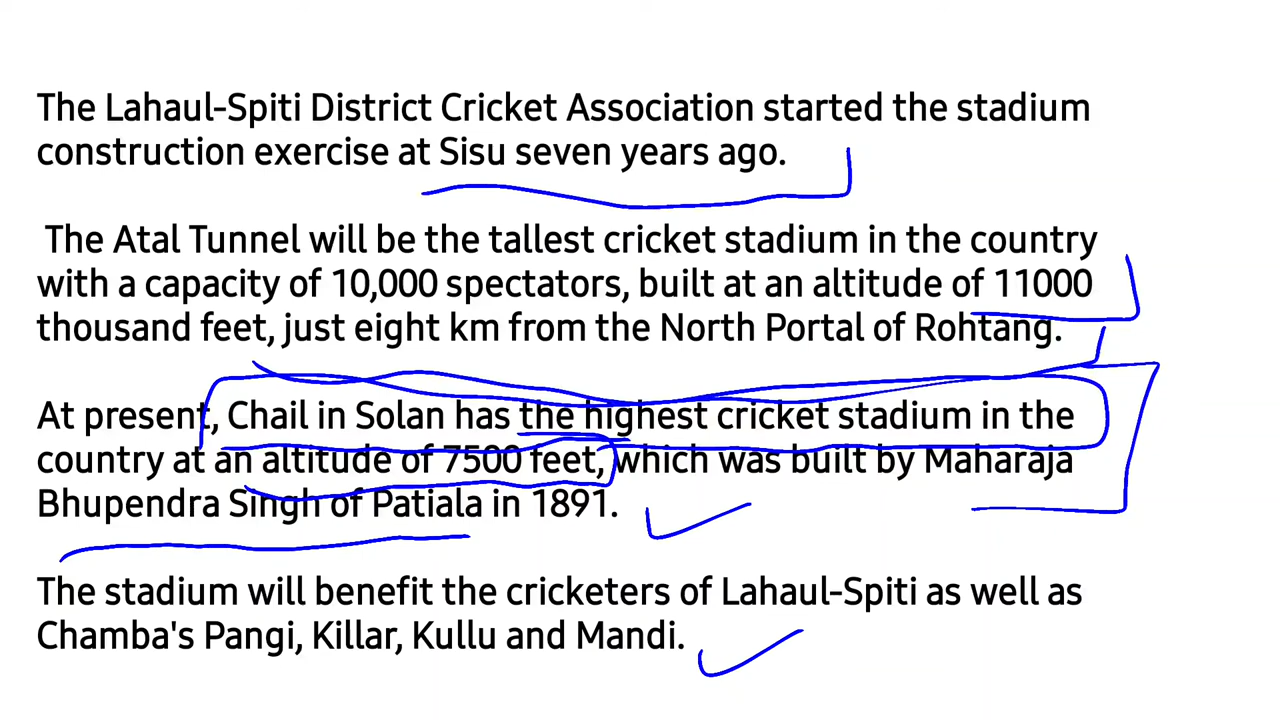 The Lahaul-Spiti District Cricket Association started the stadium
construction exercise at Sisu seven years ago.
The Atal Tunnel will be the tallest cricket stadium in the country
with a capacity of 10,000 spectators, built at an altitude of 11000
thousand feet, just eight km from the North Portal of Rohtang.
At present, Chail in Solan has the highest cricket stadium in the
country at an altitude of 7500 feet, which was built by Maharaja
Bhupendra Singh of Patiala in 1891.
The stadium will benefit the cricketers of Lahaul-Spiti as well as
Chamba's Pangi, Killar, Kullu and Mandi.